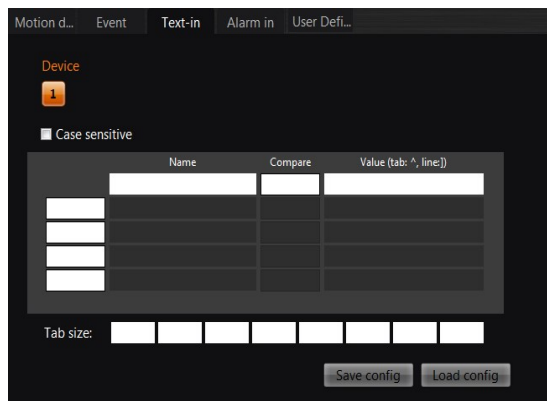 Motion d... Event Text-in Alarm in User Defi...
Device
1
Case sensitive
Name Compare Value (tab: ^, line:])
Tab size:
Save config Load config